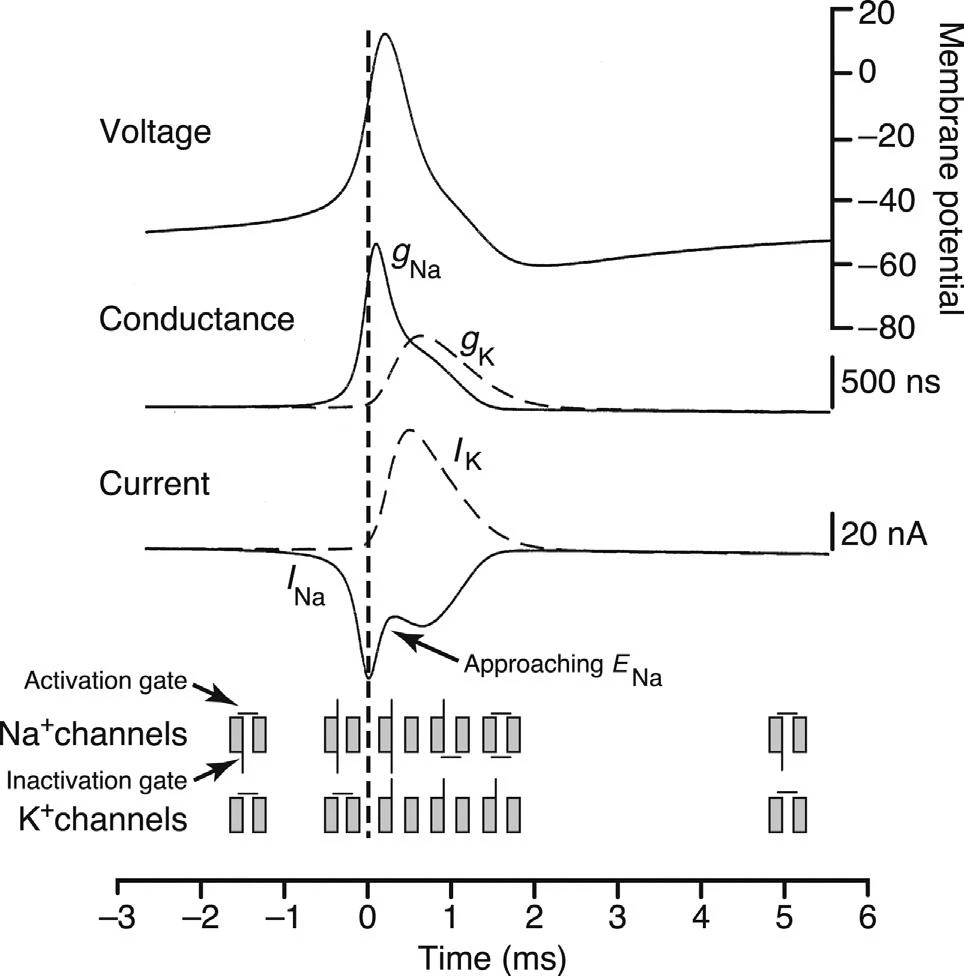 20
0
Voltage
−20
−40
−60
−80
Membrane potential
gNa
Conductance
gK
500 ns
IK
Current
20 nA
INa
Approaching ENa
Activation gate
Na+channels
Inactivation gate
K+channels
−3 −2 −1 0 1 2 3 4 5 6
Time (ms)